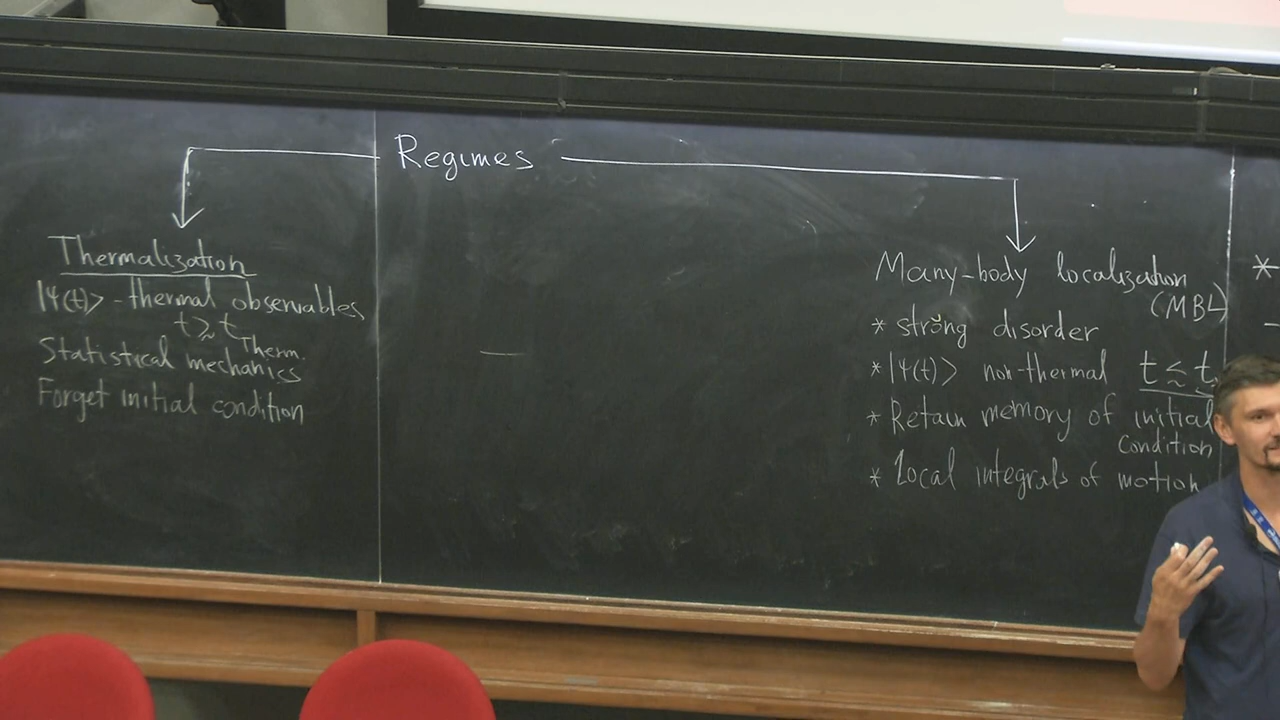 Regimes
Thermalization
|Ψ(t)> - thermal observables
t ≳ t Therm.
Statistical mechanics
Forget initial condition
Many-body localization
(MBL)
* strong disorder
* |Ψ(t)> non-thermal t ≲ t
* Retain memory of initial
Condition
* Local integrals of motion
*